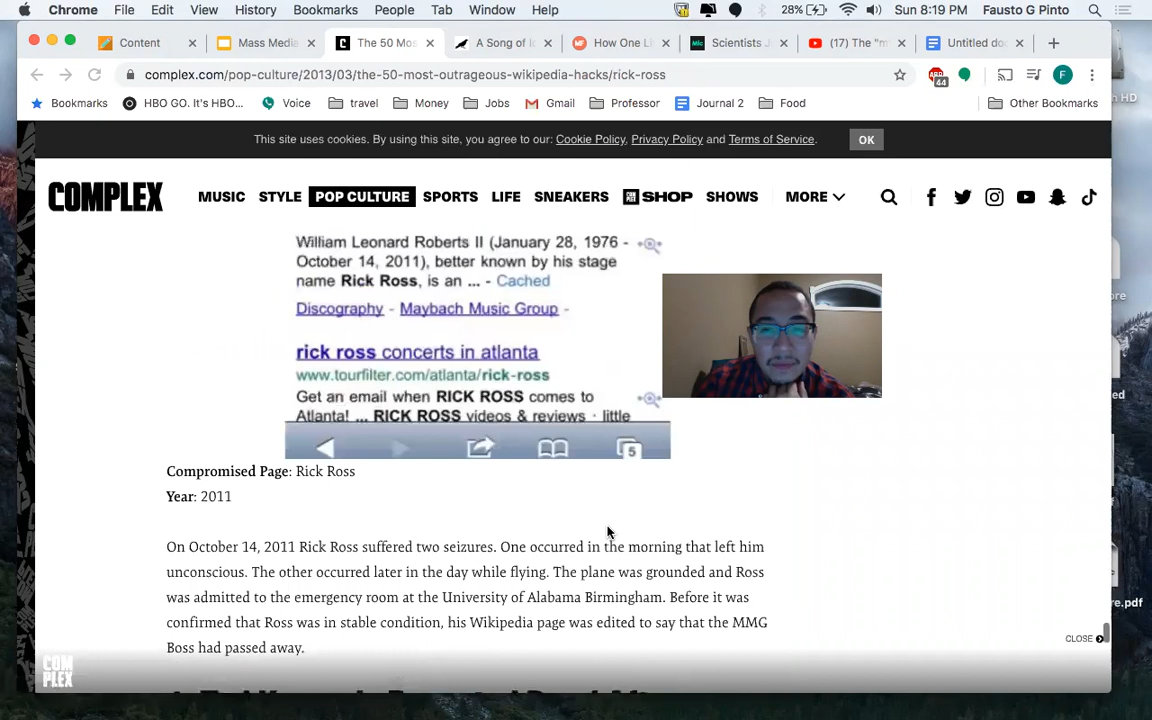 Chrome File Edit View History Bookmarks People Tab Window Help 28% Sun 8:19 PM Fausto G Pinto
Content Mass Media The 50 Mos A Song of Ic How One Li Scientists J (17) The "m Untitled doc
complex.com/pop-culture/2013/03/the-50-most-outrageous-wikipedia-hacks/rick-ross 44 F
Bookmarks HBO GO. It's HBO... Voice travel Money Jobs Gmail Professor Journal 2 Food Other Bookmarks
This site uses cookies. By using this site, you agree to our: Cookie Policy, Privacy Policy and Terms of Service. OK
COMPLEX MUSIC STYLE POP CULTURE SPORTS LIFE SNEAKERS SHOP SHOWS MORE
William Leonard Roberts II (January 28, 1976 -
October 14, 2011), better known by his stage
name Rick Ross, is an ... - Cached
Discography - Maybach Music Group -
rick ross concerts in atlanta
www.tourfilter.com/atlanta/rick-ross
Get an email when RICK ROSS comes to
Atlanta! ... RICK ROSS videos & reviews · little
5
Compromised Page: Rick Ross
Year: 2011
On October 14, 2011 Rick Ross suffered two seizures. One occurred in the morning that left him
unconscious. The other occurred later in the day while flying. The plane was grounded and Ross
was admitted to the emergency room at the University of Alabama Birmingham. Before it was
confirmed that Ross was in stable condition, his Wikipedia page was edited to say that the MMG
Boss had passed away.
CLOSE
COMPLEX